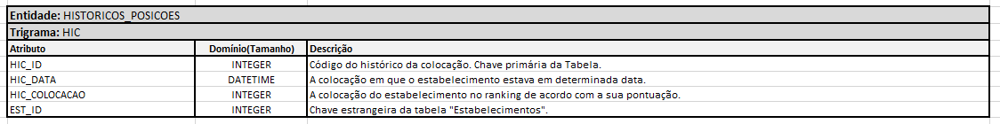 Entidade: HISTORICOS_POSICOES
Trigrama: HIC
Atributo Domínio(Tamanho) Descrição
HIC_ID INTEGER Código do histórico da colocação. Chave primária da Tabela.
HIC_DATA DATETIME A colocação em que o estabelecimento estava em determinada data.
HIC_COLOCACAO INTEGER A colocação do estabelecimento no ranking de acordo com a sua pontuação.
EST_ID INTEGER Chave estrangeira da tabela "Estabelecimentos".